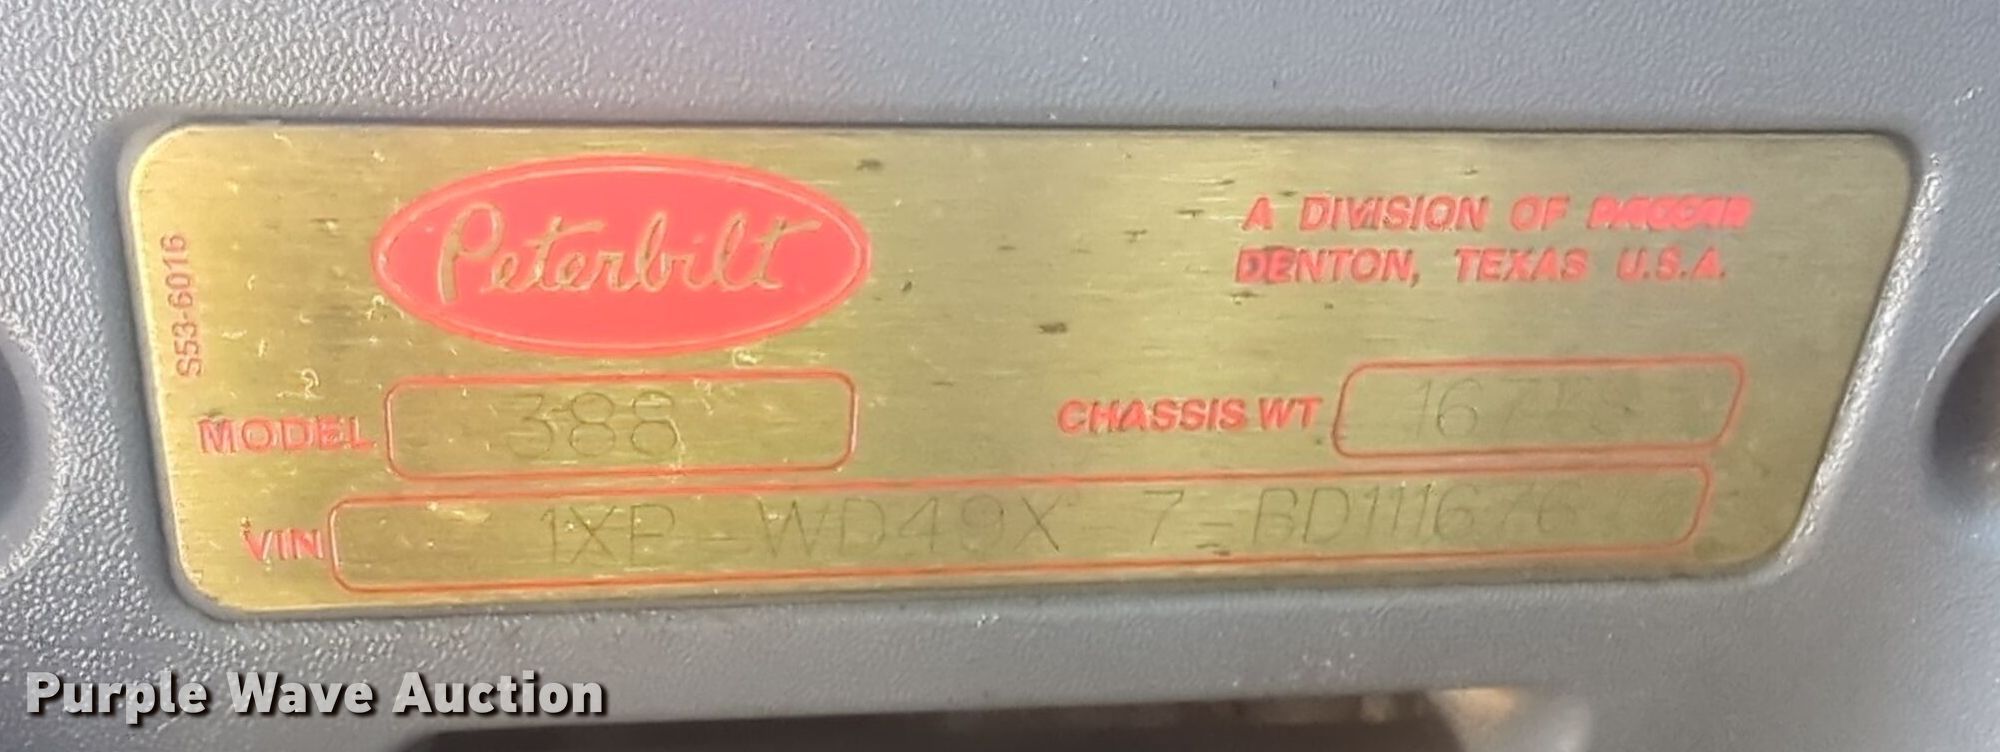 S53-6016
Peterbilt
A DIVISION OF PACCAR
DENTON, TEXAS U.S.A.
MODEL 388
CHASSIS WT
VIN 1XP-WD49X-7-BD111676
Purple Wave Auction